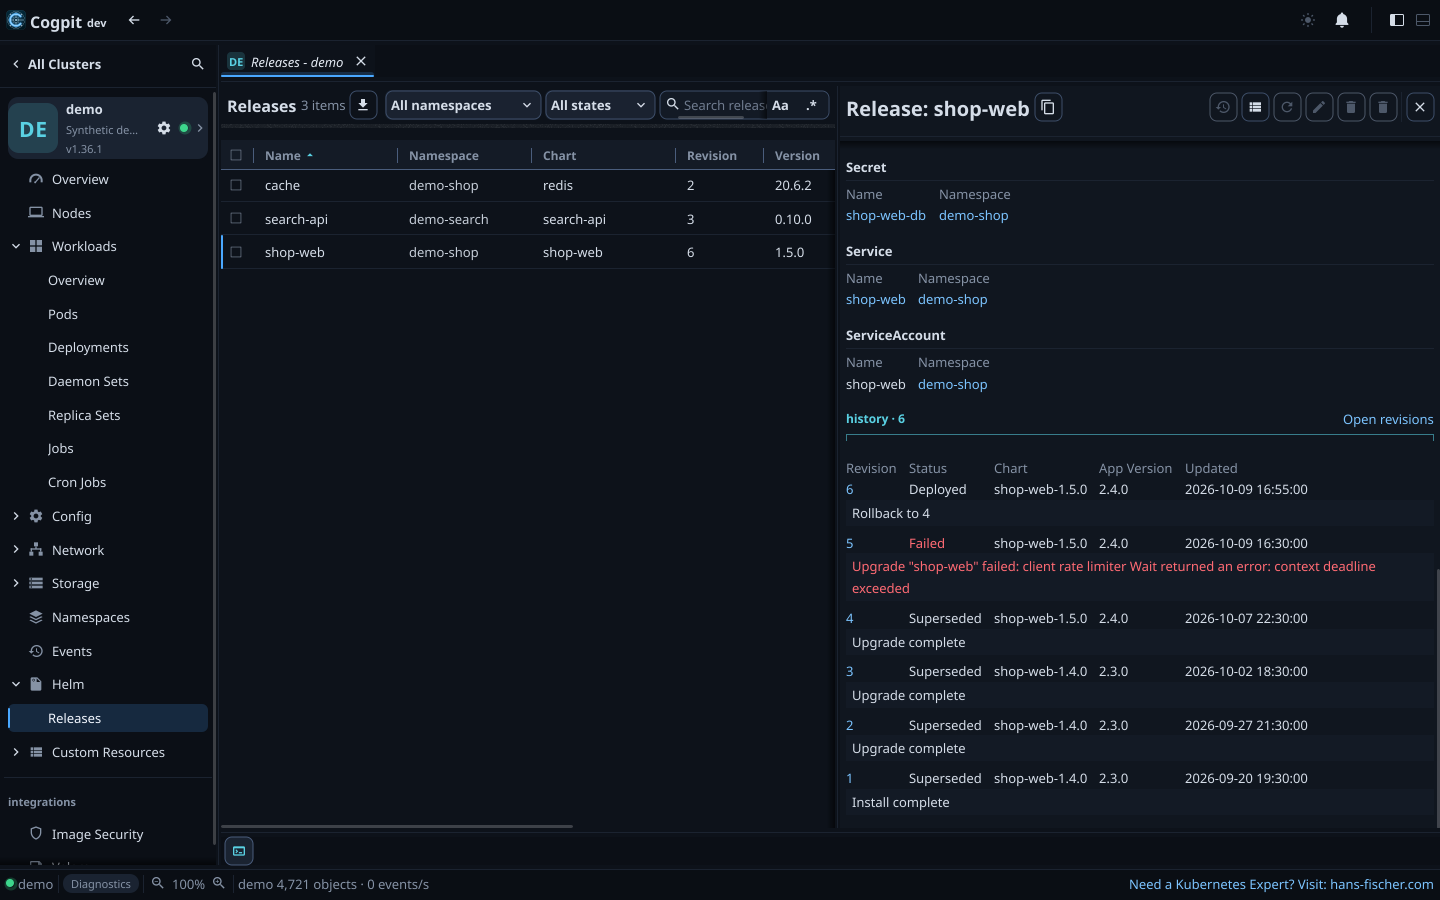 Cogpit dev
All Clusters
DE
demo
Synthetic de...
v1.36.1
Overview
Nodes
Workloads
Overview
Pods
Deployments
Daemon Sets
Replica Sets
Jobs
Cron Jobs
Config
Network
Storage
Namespaces
Events
Helm
Releases
Custom Resources
integrations
Image Security
DE Releases - demo
Releases 3 items
All namespaces
All states
Search releas
Aa
.*
Name Namespace Chart Revision Version
cache demo-shop redis 2 20.6.2
search-api demo-search search-api 3 0.10.0
shop-web demo-shop shop-web 6 1.5.0
Release: shop-web
Secret
Name Namespace
shop-web-db demo-shop
Service
Name Namespace
shop-web demo-shop
ServiceAccount
Name Namespace
shop-web demo-shop
history · 6 Open revisions
Revision Status Chart App Version Updated
6 Deployed shop-web-1.5.0 2.4.0 2026-10-09 16:55:00
Rollback to 4
5 Failed shop-web-1.5.0 2.4.0 2026-10-09 16:30:00
Upgrade "shop-web" failed: client rate limiter Wait returned an error: context deadline
exceeded
4 Superseded shop-web-1.5.0 2.4.0 2026-10-07 22:30:00
Upgrade complete
3 Superseded shop-web-1.4.0 2.3.0 2026-10-02 18:30:00
Upgrade complete
2 Superseded shop-web-1.4.0 2.3.0 2026-09-27 21:30:00
Upgrade complete
1 Superseded shop-web-1.4.0 2.3.0 2026-09-20 19:30:00
Install complete
demo Diagnostics 100% demo 4,721 objects · 0 events/s
Need a Kubernetes Expert? Visit: hans-fischer.com